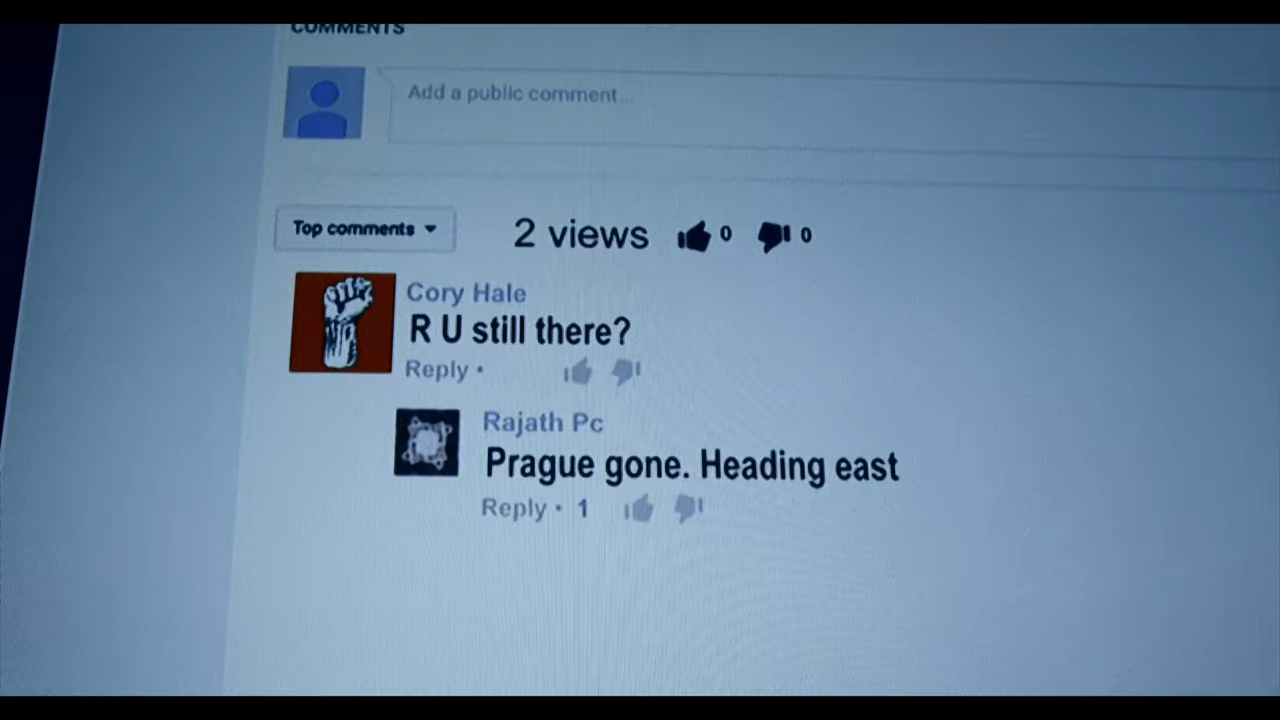 COMMENTS
Add a public comment...
Top comments
2 views 0 0
Cory Hale
R U still there?
Reply •
Rajath Pc
Prague gone. Heading east
Reply • 1